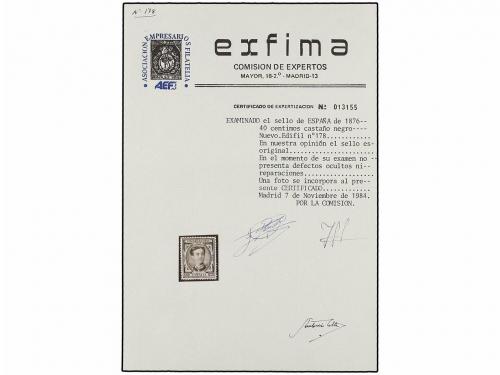 Nº 178
ASOCIACION EMPRESARIOS FILATELIA
AEF
exfima
COMISION DE EXPERTOS
MAYOR, 18-2.º - MADRID-13
CERTIFICADO DE EXPERTIZACION Nº 013155
EXAMINADO el sello de ESPAÑA de 1876--
40 centimos castaño negro----
Nuevo.Edifil nº178.............
En nuestra opinión el sello es-
original.......................
En el momento de su examen no --
presenta defectos ocultos ni---
reparaciones...................
Una foto se incorpora al pre---
sente CERTIFICADO............
Madrid 7 de Noviembre de 1984.
POR LA COMISION.